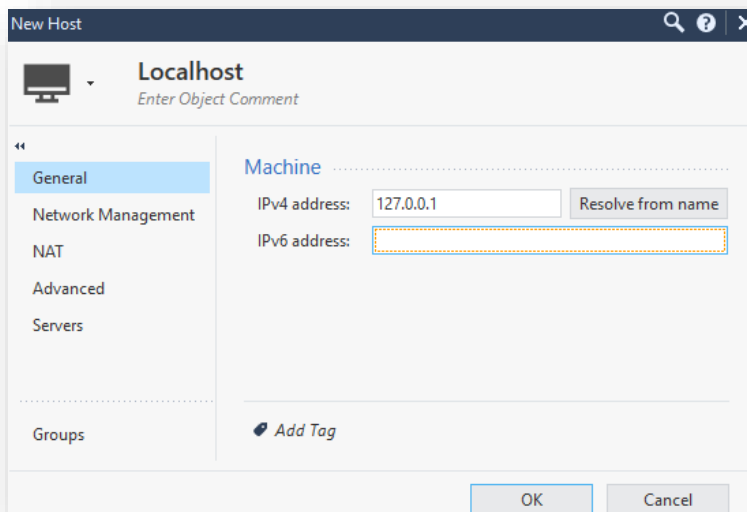 New Host
Localhost
Enter Object Comment
General
Network Management
NAT
Advanced
Servers
Groups
Machine
IPv4 address: 127.0.0.1 Resolve from name
IPv6 address:
Add Tag
OK Cancel